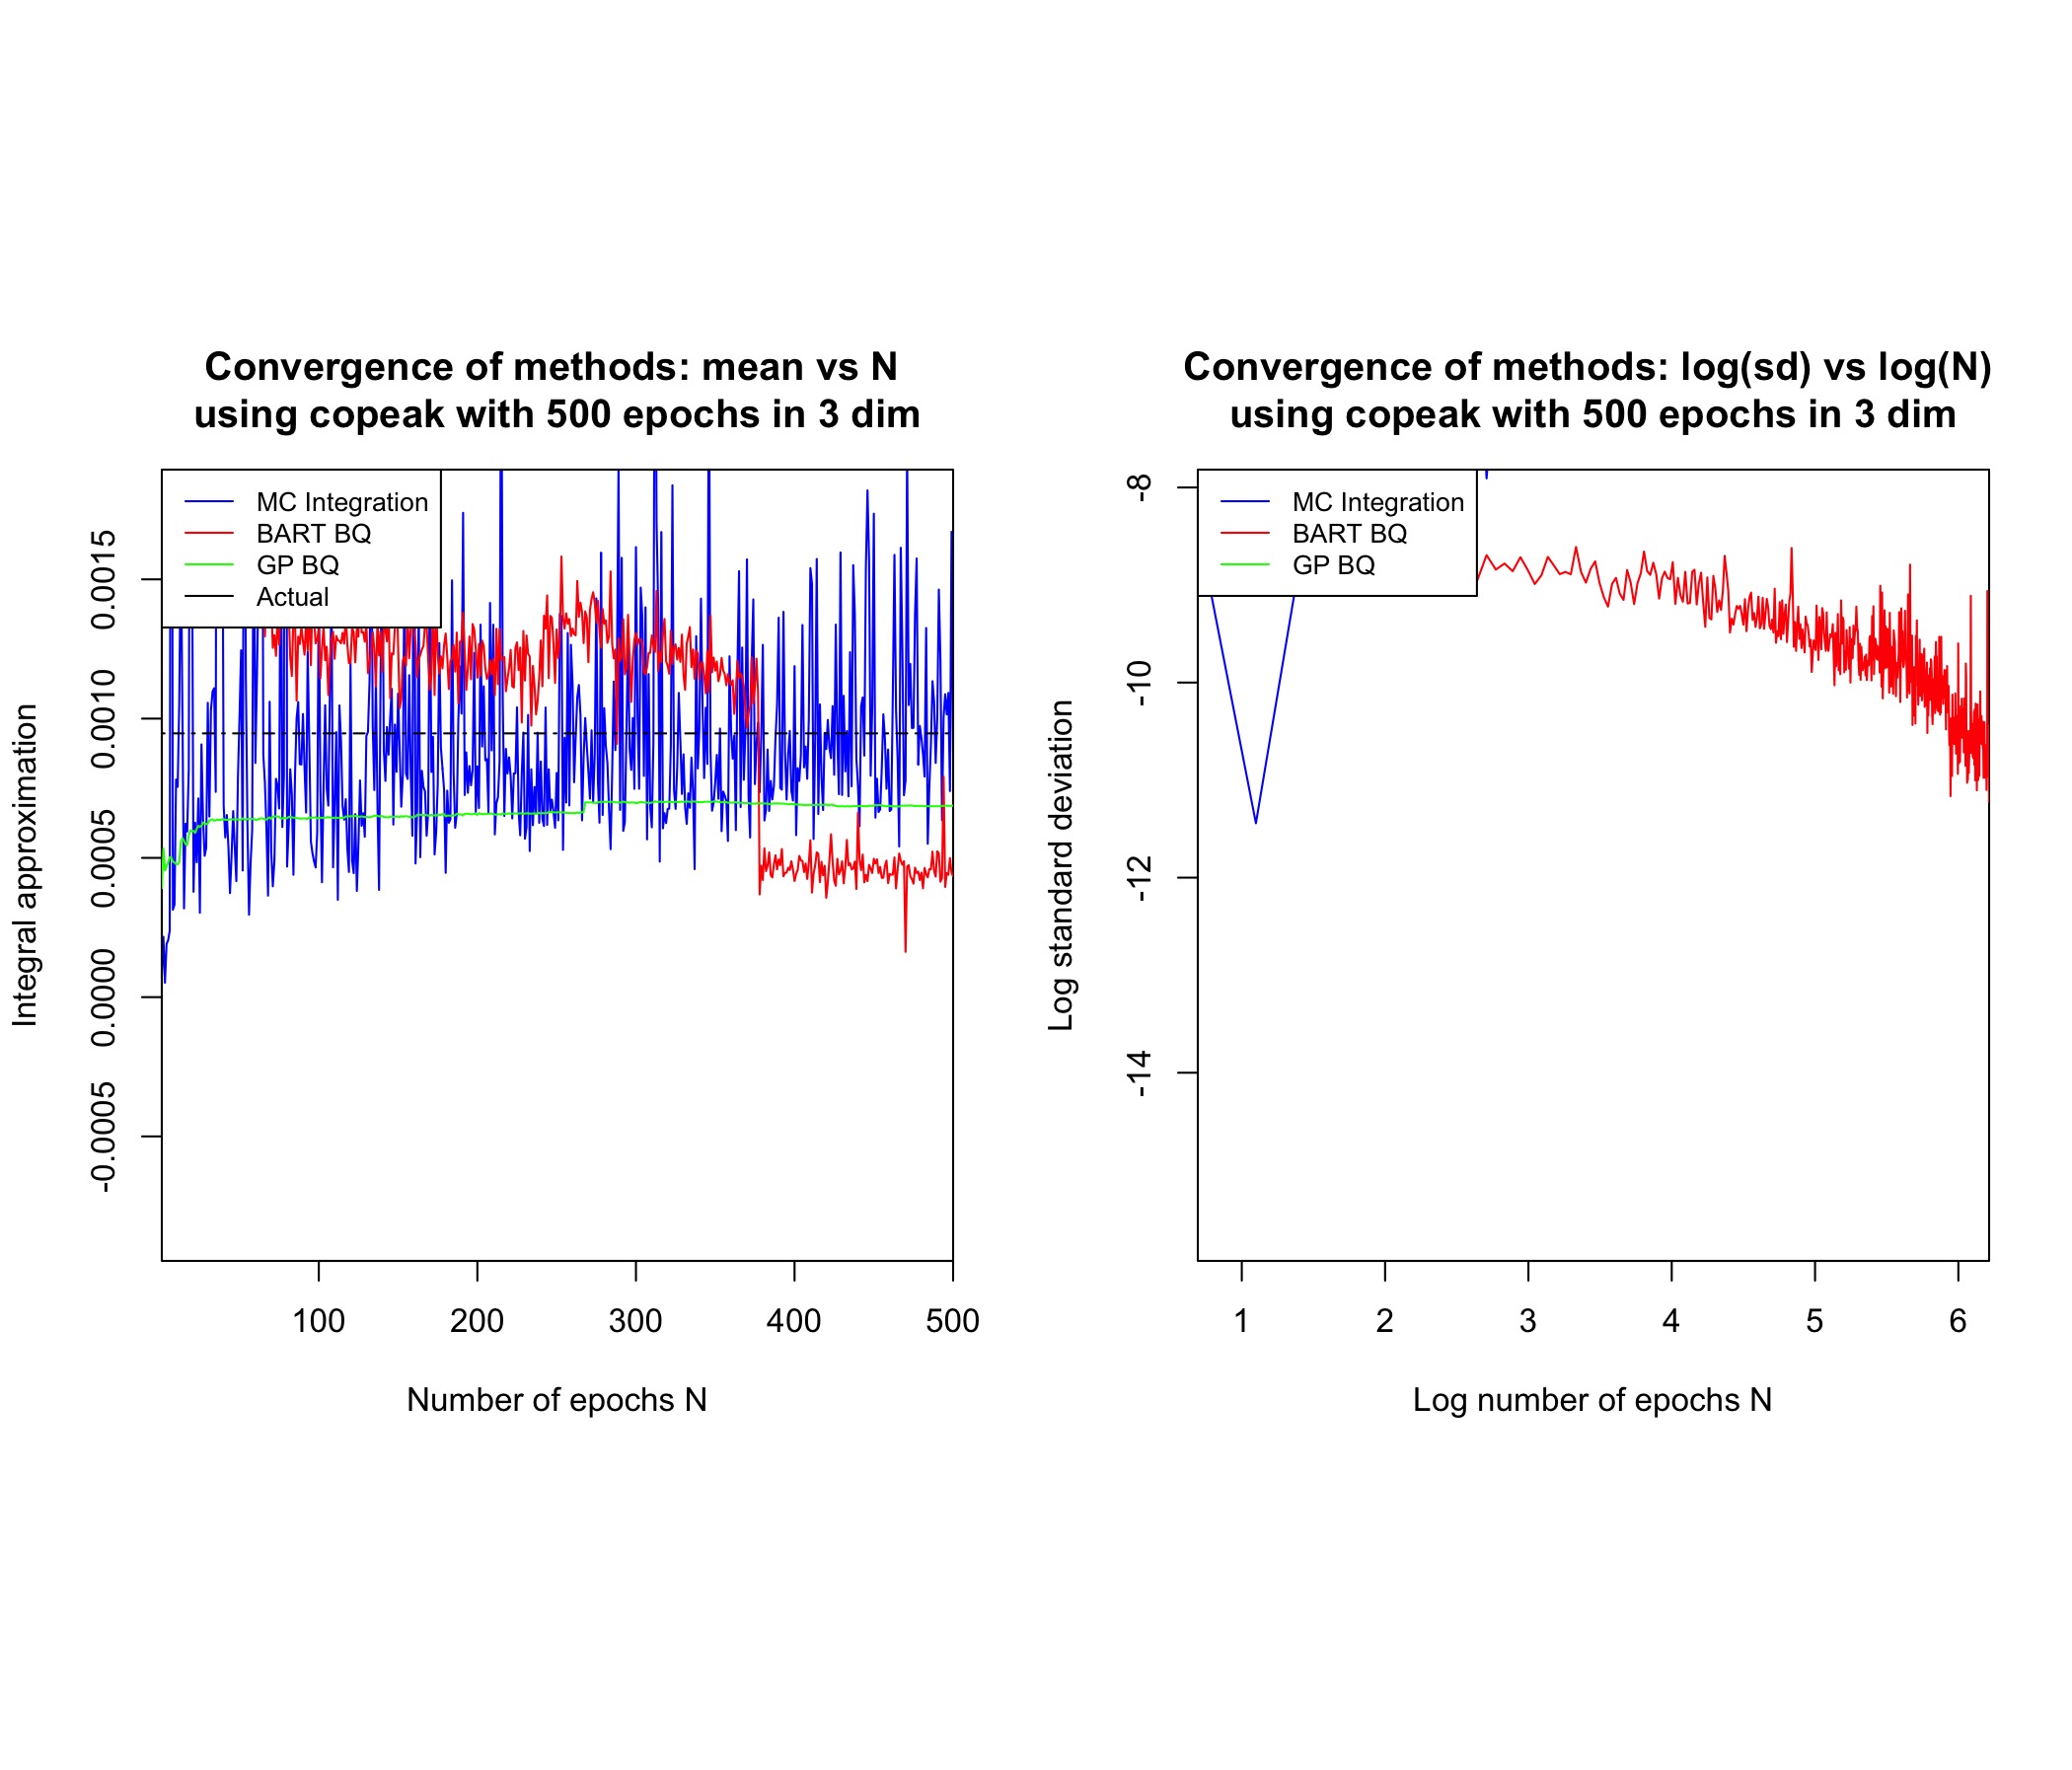 Convergence of methods: mean vs N
using copeak with 500 epochs in 3 dim
MC Integration
BART BQ
GP BQ
Actual
Integral approximation
0.0015
0.0010
0.0005
0.0000
-0.0005
100 200 300 400 500
Number of epochs N
Convergence of methods: log(sd) vs log(N)
using copeak with 500 epochs in 3 dim
MC Integration
BART BQ
GP BQ
Log standard deviation
-8
-10
-12
-14
1 2 3 4 5 6
Log number of epochs N